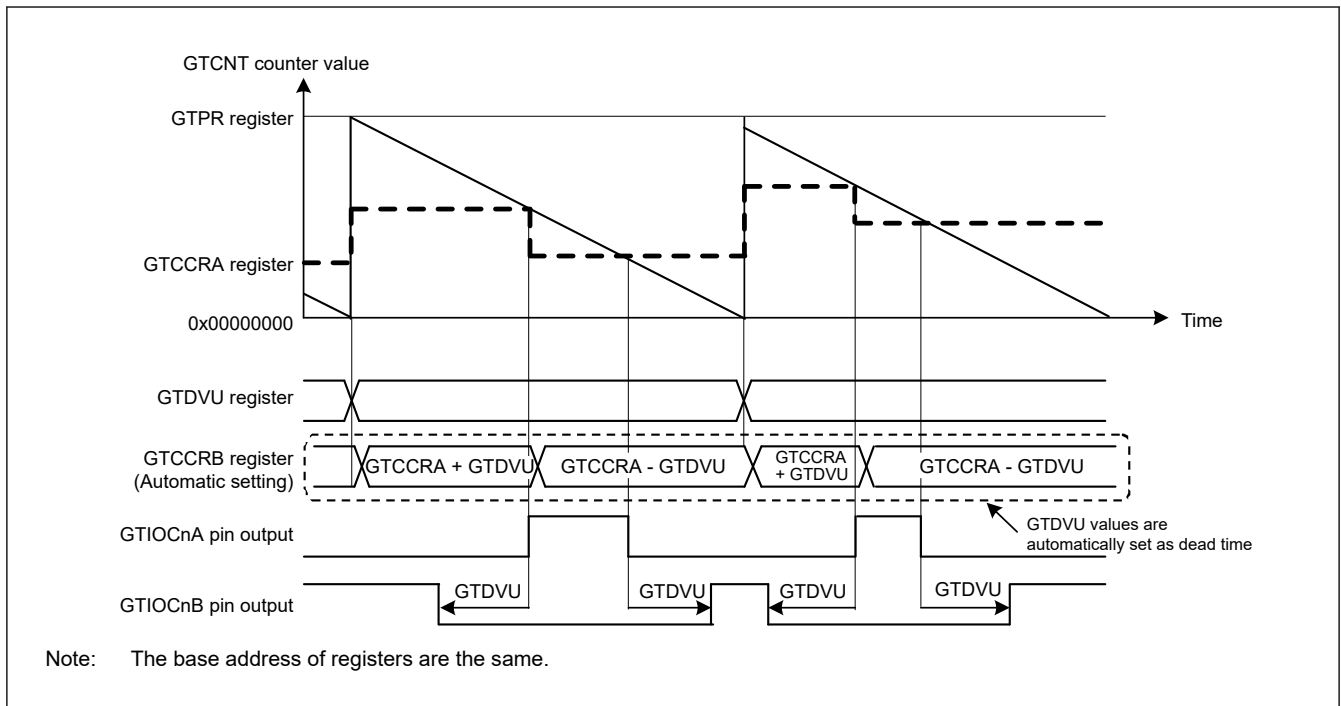 GTCNT counter value
GTPR register
GTCCRA register
0x00000000
Time
GTDVU register
GTCCRB register
(Automatic setting)
GTCCRA + GTDVU
GTCCRA - GTDVU
GTCCRA
+ GTDVU
GTCCRA - GTDVU
GTDVU values are
automatically set as dead time
GTIOCnA pin output
GTIOCnB pin output
GTDVU
GTDVU
GTDVU
GTDVU
Note: The base address of registers are the same.